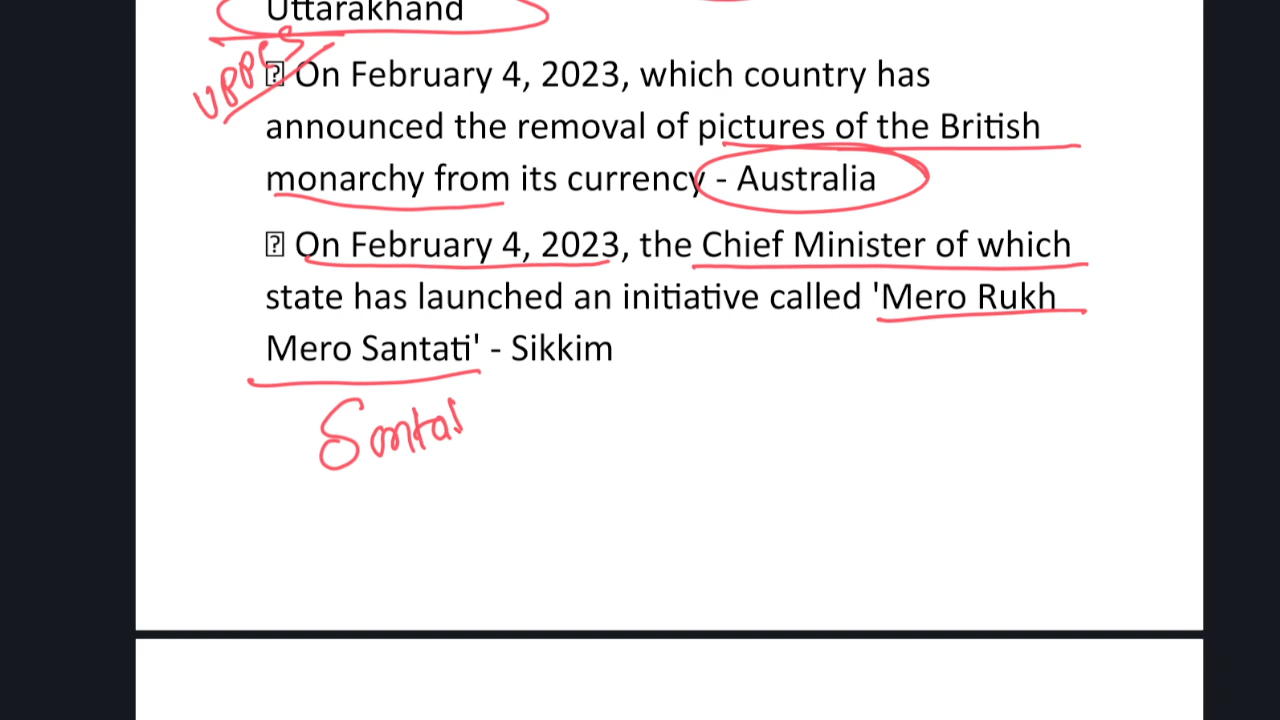 Uttarakhand
UPPCS
On February 4, 2023, which country has
announced the removal of pictures of the British
monarchy from its currency - Australia
On February 4, 2023, the Chief Minister of which
state has launched an initiative called 'Mero Rukh
Mero Santati' - Sikkim